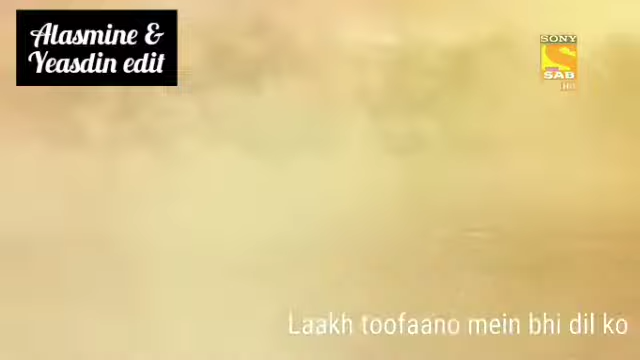 Alasmine &
Yeasdin edit
SONY
SAB
HD
Laakh toofaano mein bhi dil ko